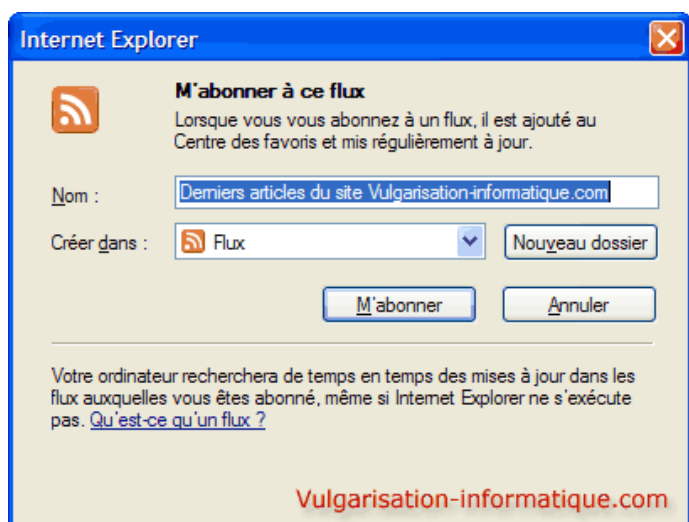 Internet Explorer
M'abonner à ce flux
Lorsque vous vous abonnez à un flux, il est ajouté au
Centre des favoris et mis régulièrement à jour.
Nom :
Derniers articles du site Vulgarisation-informatique.com
Créer dans :
Flux
Nouveau dossier
M'abonner
Annuler
Votre ordinateur recherchera de temps en temps des mises à jour dans les
flux auxquelles vous êtes abonné, même si Internet Explorer ne s'exécute
pas. Qu'est-ce qu'un flux ?
Vulgarisation-informatique.com